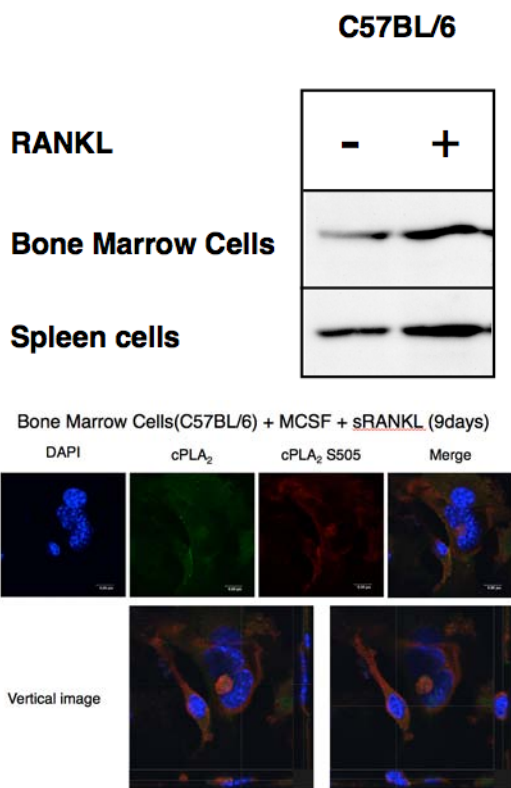 C57BL/6
RANKL - +
Bone Marrow Cells
Spleen cells
Bone Marrow Cells(C57BL/6) + MCSF + sRANKL (9days)
DAPI cPLA₂ cPLA₂ S505 Merge
Vertical image